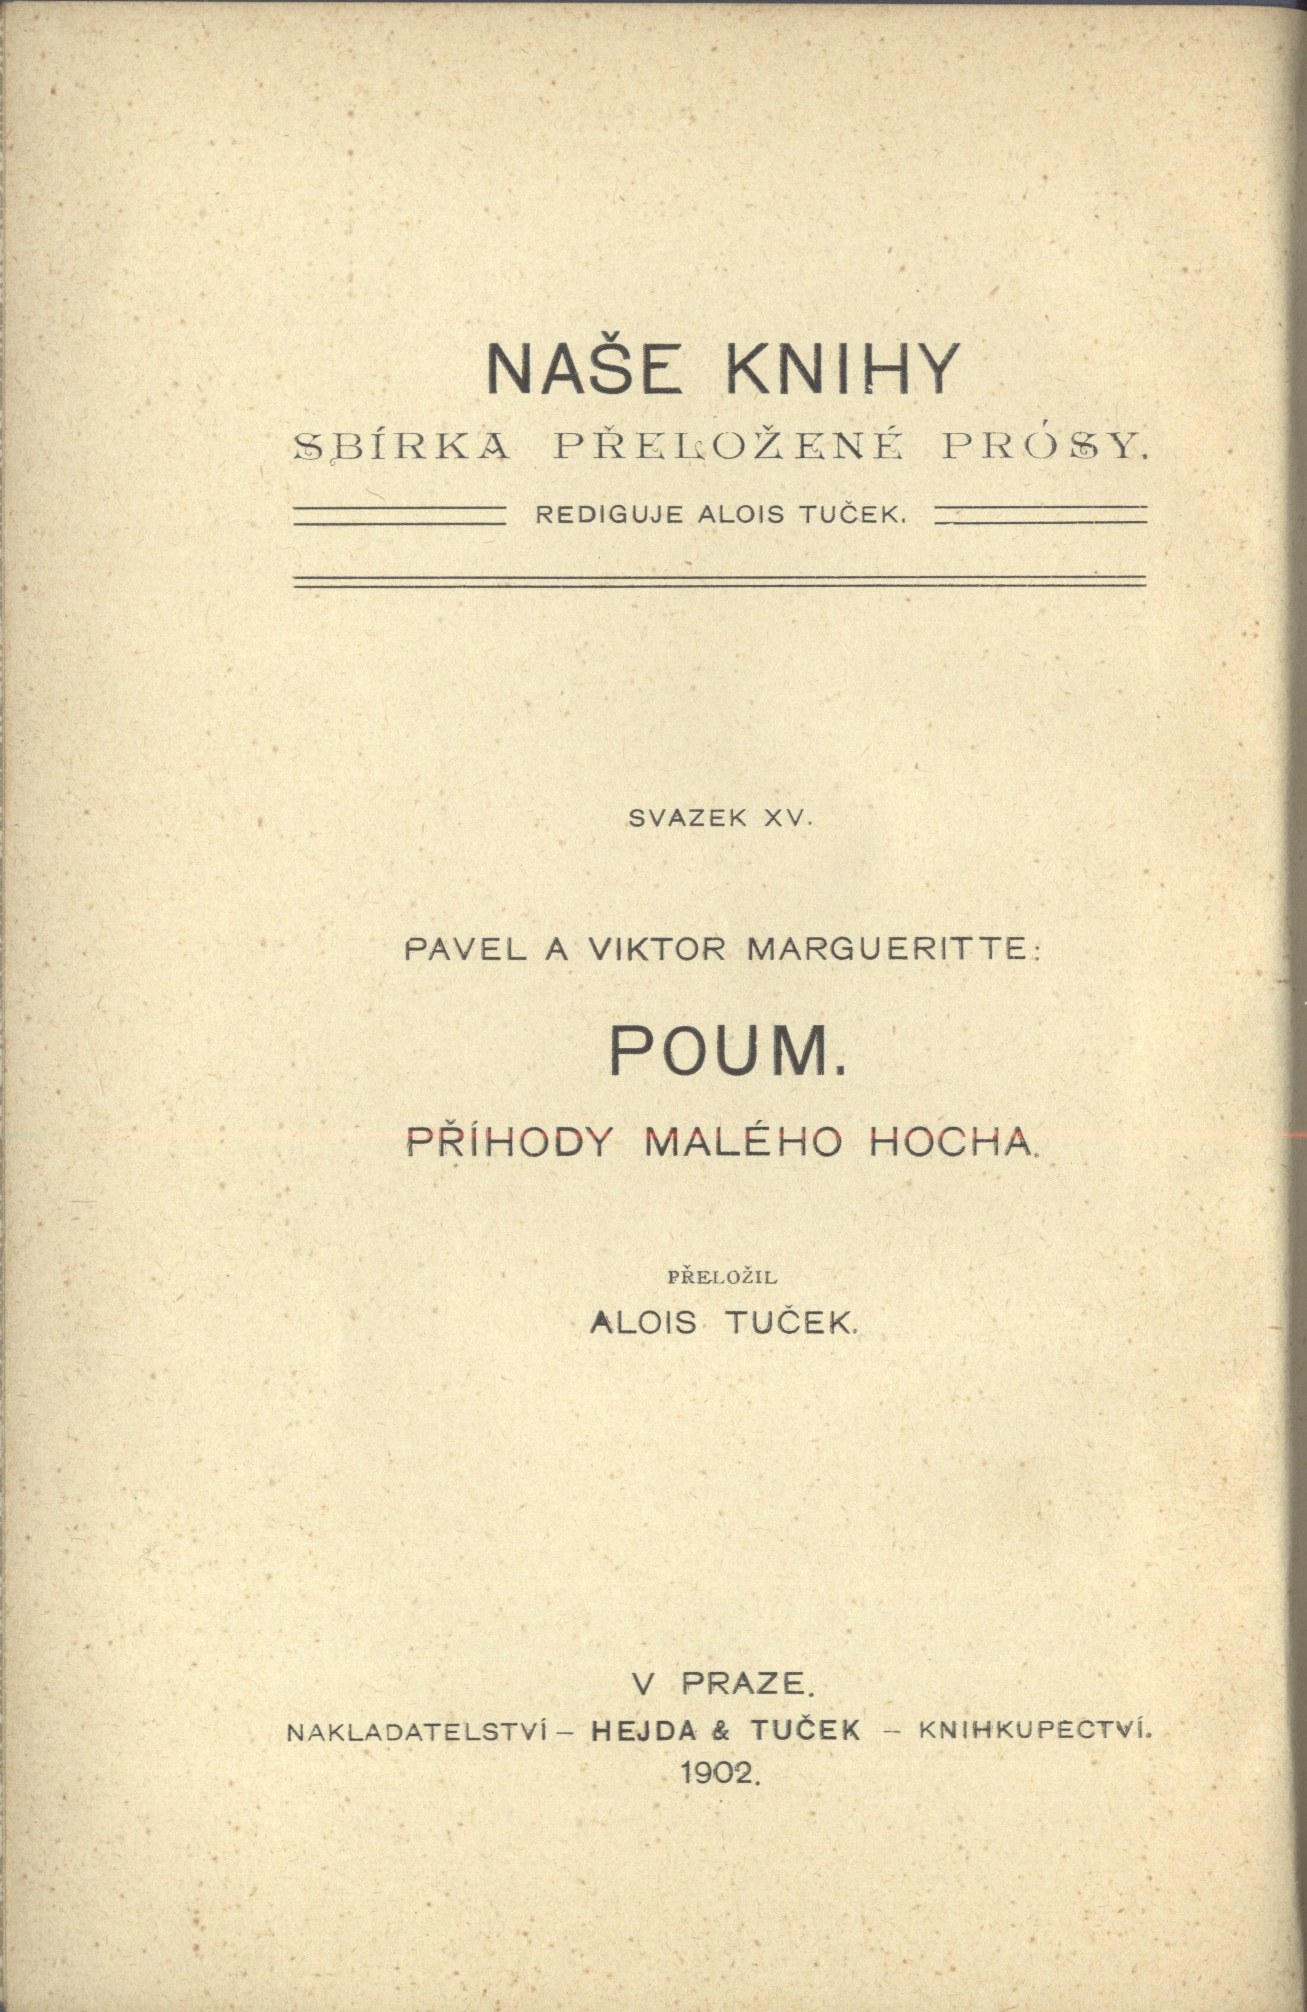 NAŠE KNIHY
SBÍRKA PŘELOŽENÉ PRÓSY.
REDIGUJE ALOIS TUČEK.
SVAZEK XV.
PAVEL A VIKTOR MARGUERITTE:
POUM.
PŘÍHODY MALÉHO HOCHA.
PŘELOŽIL
ALOIS TUČEK.
V PRAZE.
NAKLADATELSTVÍ – HEJDA & TUČEK – KNIHKUPECTVÍ.
1902.